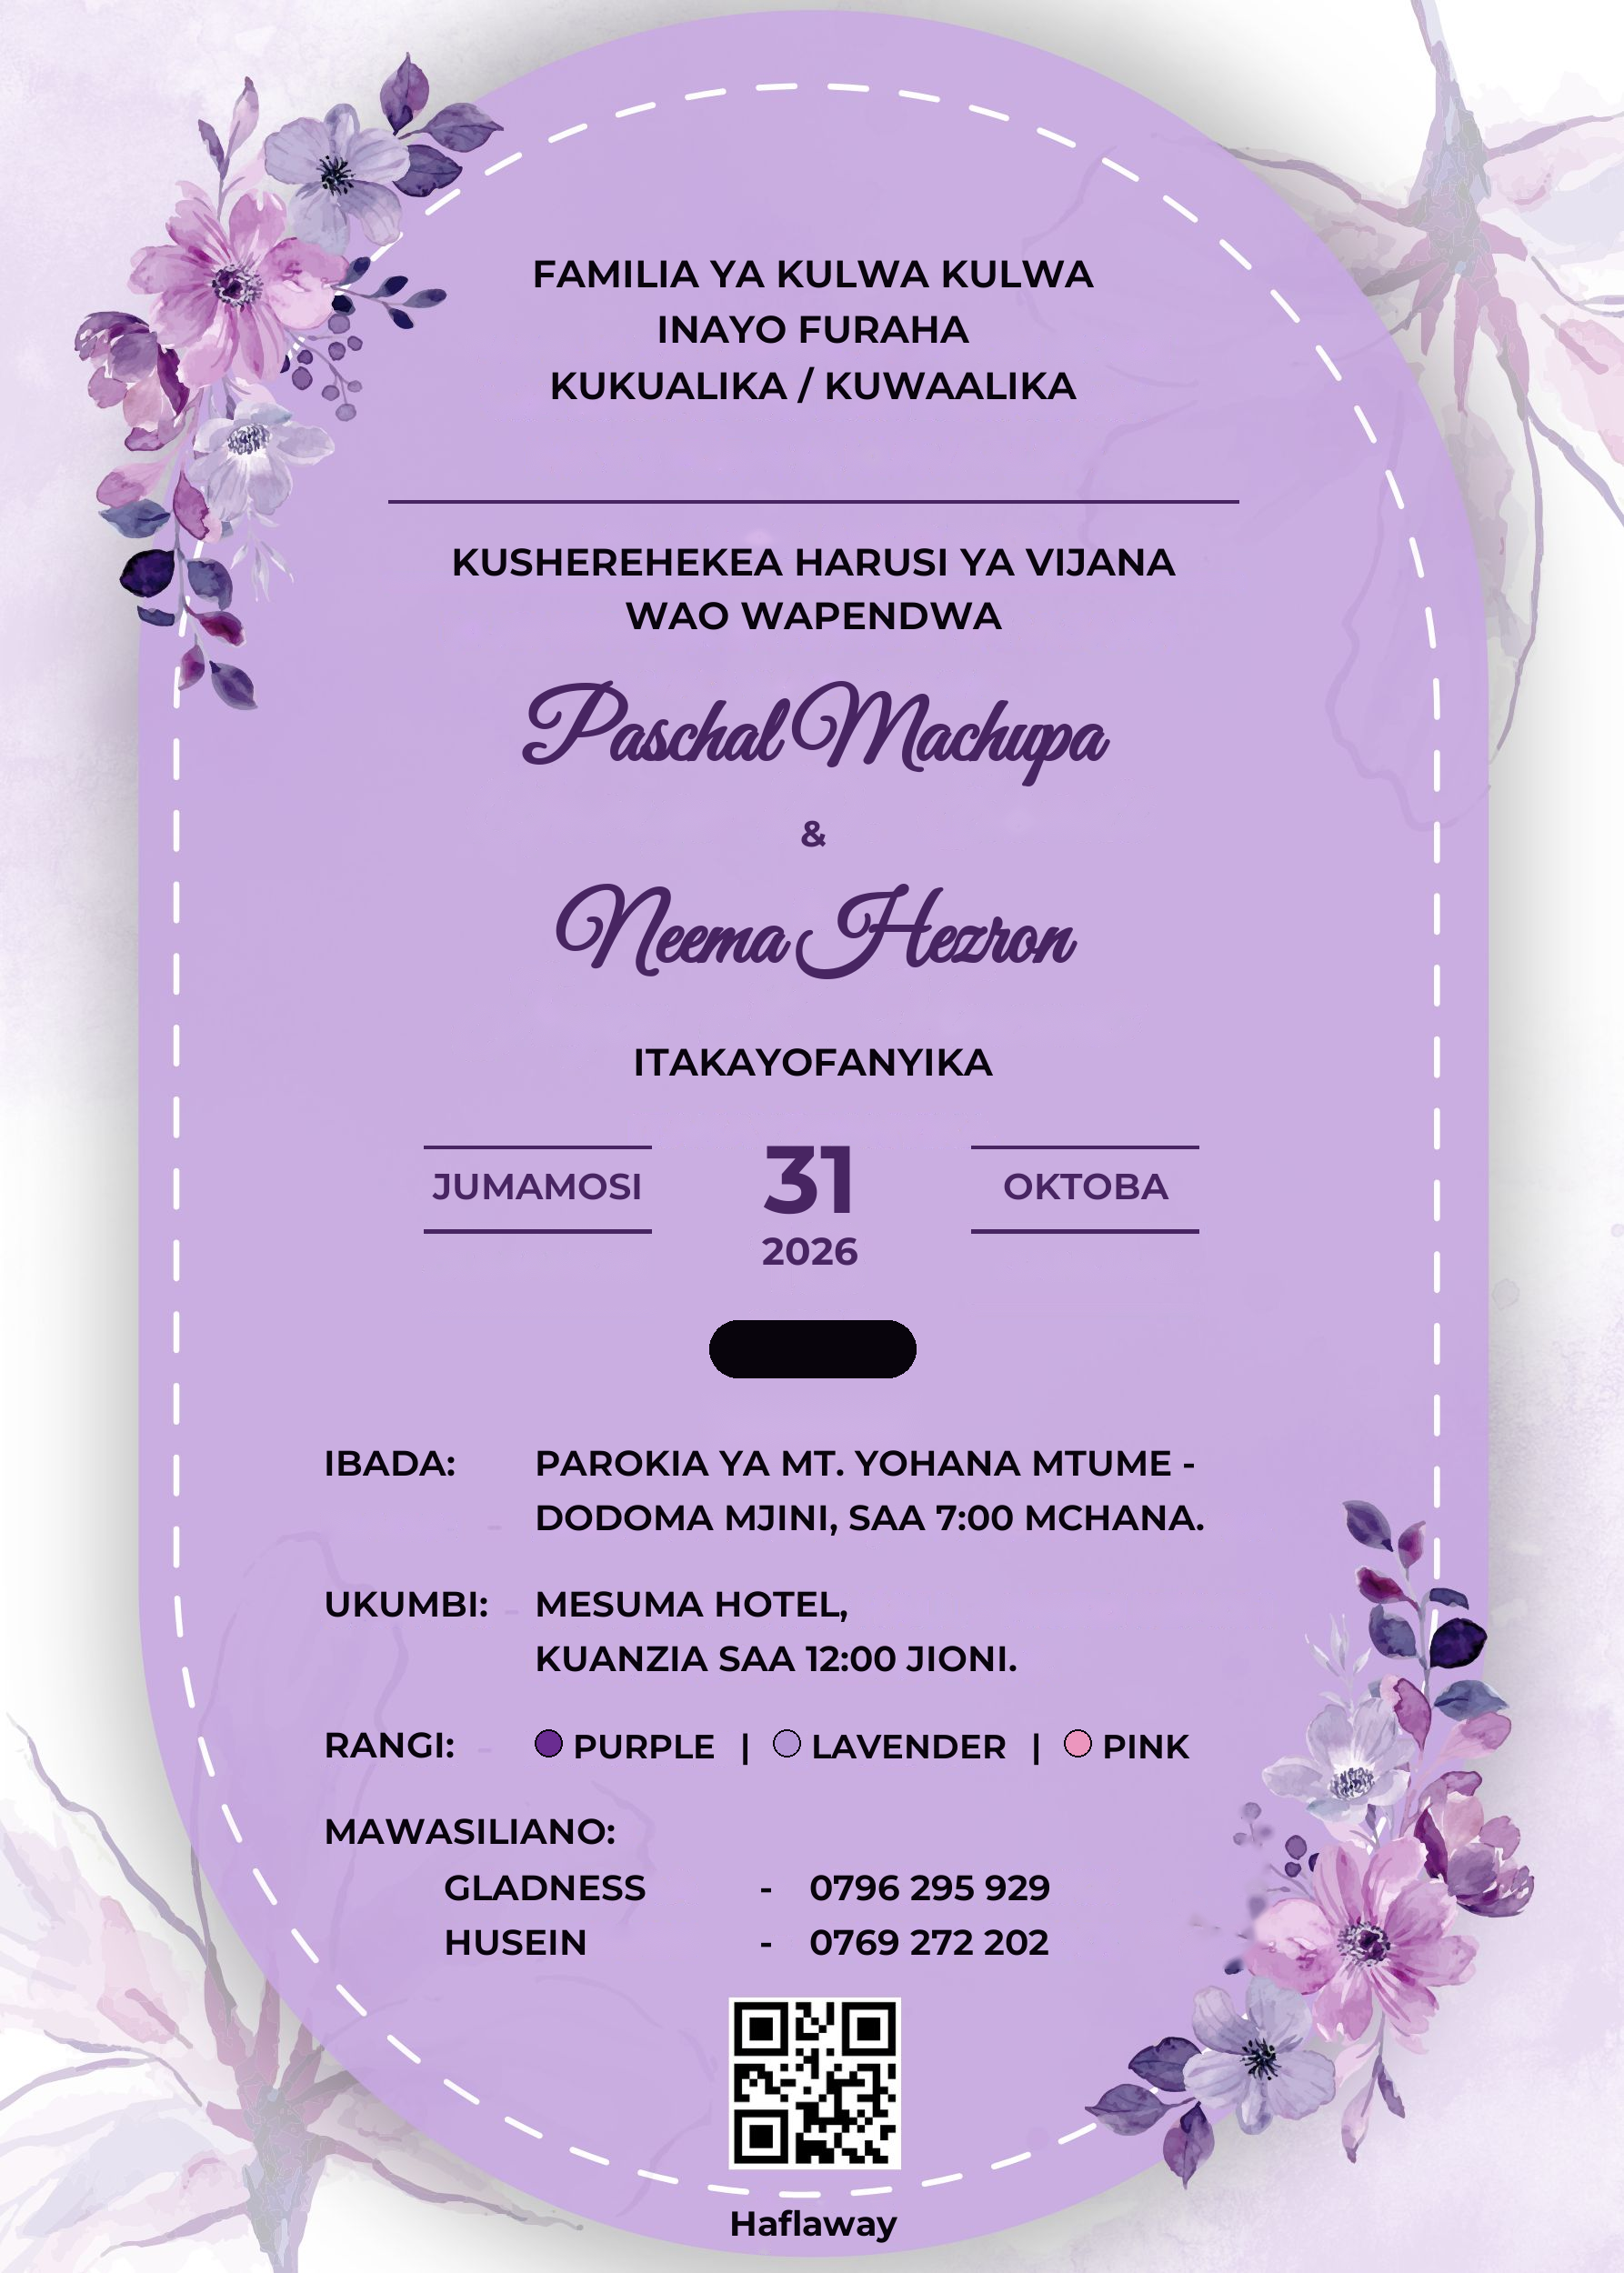 FAMILIA YA KULWA KULWA
INAYO FURAHA
KUKUALIKA / KUWAALIKA
KUSHEREHEKEA HARUSI YA VIJANA
WAO WAPENDWA
Paschal Machupa
&
Neema Hezron
ITAKAYOFANYIKA
JUMAMOSI 31 OKTOBA
2026
IBADA: PAROKIA YA MT. YOHANA MTUME -
DODOMA MJINI, SAA 7:00 MCHANA.
UKUMBI: MESUMA HOTEL,
KUANZIA SAA 12:00 JIONI.
RANGI: PURPLE | LAVENDER | PINK
MAWASILIANO:
GLADNESS - 0796 295 929
HUSEIN - 0769 272 202
Haflaway